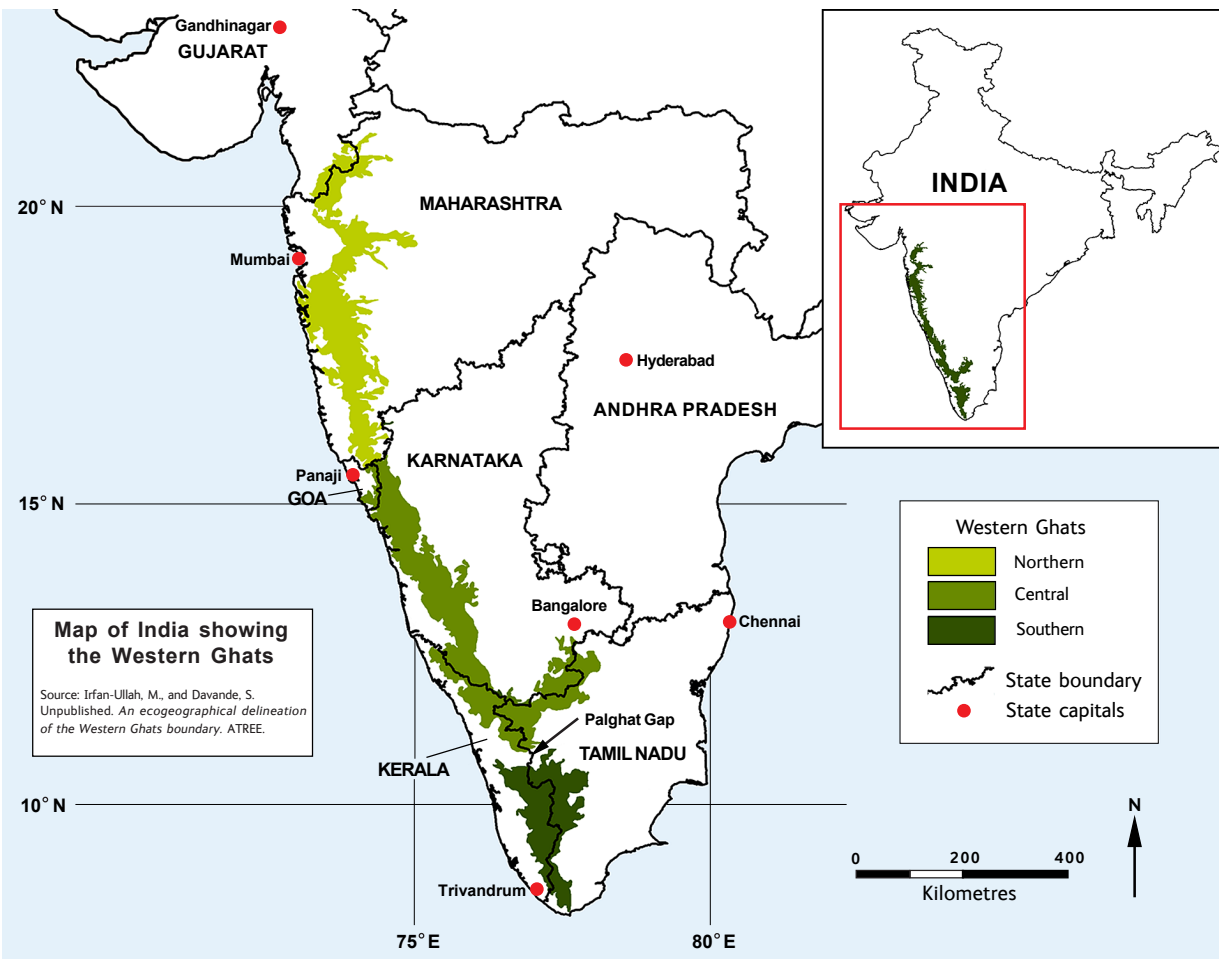 Gandhinagar
GUJARAT
INDIA
MAHARASHTRA
20° N
Mumbai
Hyderabad
ANDHRA PRADESH
KARNATAKA
Panaji
GOA
15° N
Western Ghats
Northern
Central
Southern
State boundary
State capitals
Bangalore
Chennai
Map of India showing
the Western Ghats
Source: Irfan-Ullah, M., and Davande, S.
Unpublished. An ecogeographical delineation
of the Western Ghats boundary. ATREE.
Palghat Gap
TAMIL NADU
KERALA
10° N
N
0 200 400
Kilometres
Trivandrum
75° E
80° E